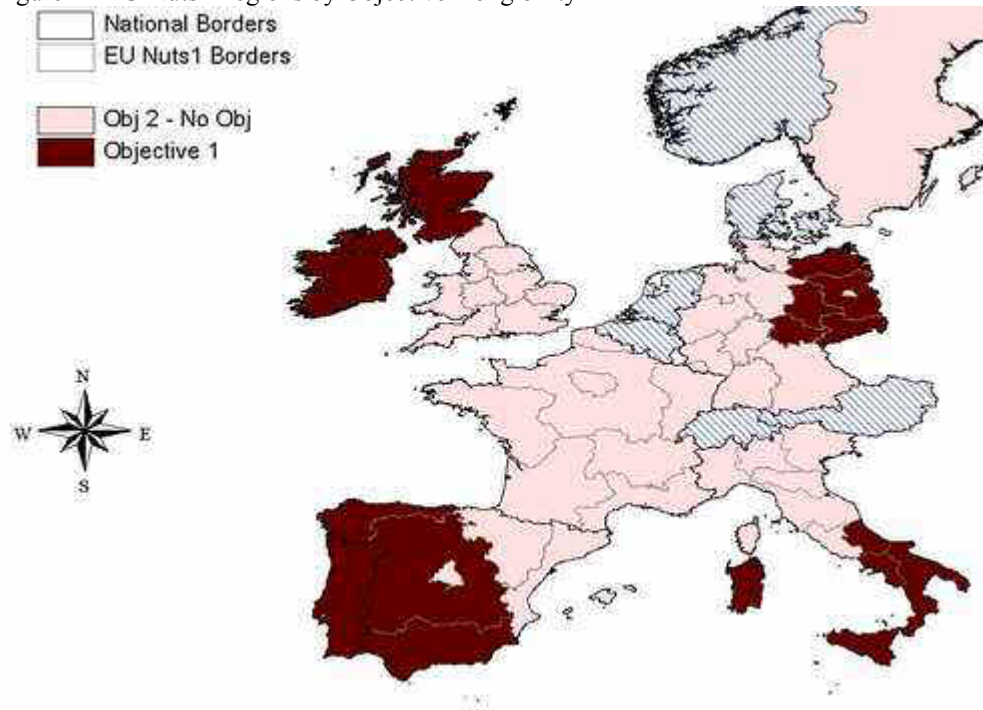 National Borders
EU Nuts1 Borders
Obj 2 - No Obj
Objective 1
N
W E
S